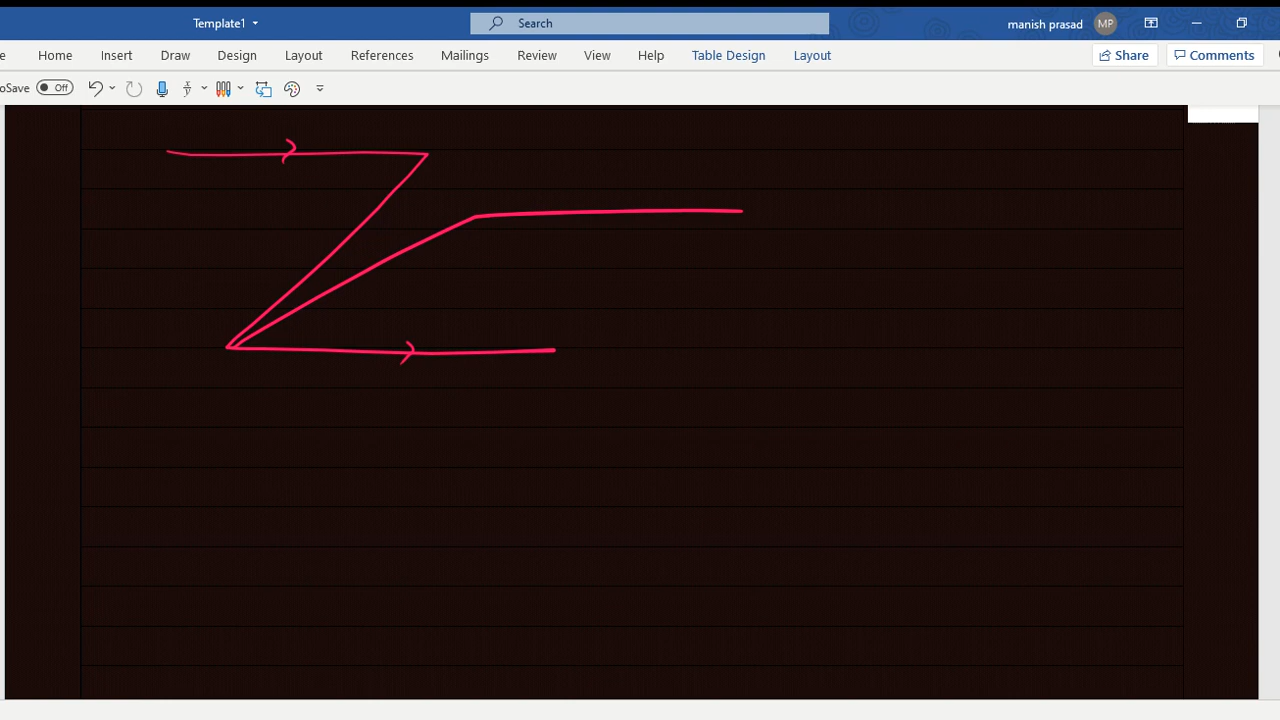 Template1
Search
manish prasad
MP
Home Insert Draw Design Layout References Mailings Review View Help Table Design Layout
Share
Comments
oSave
Off